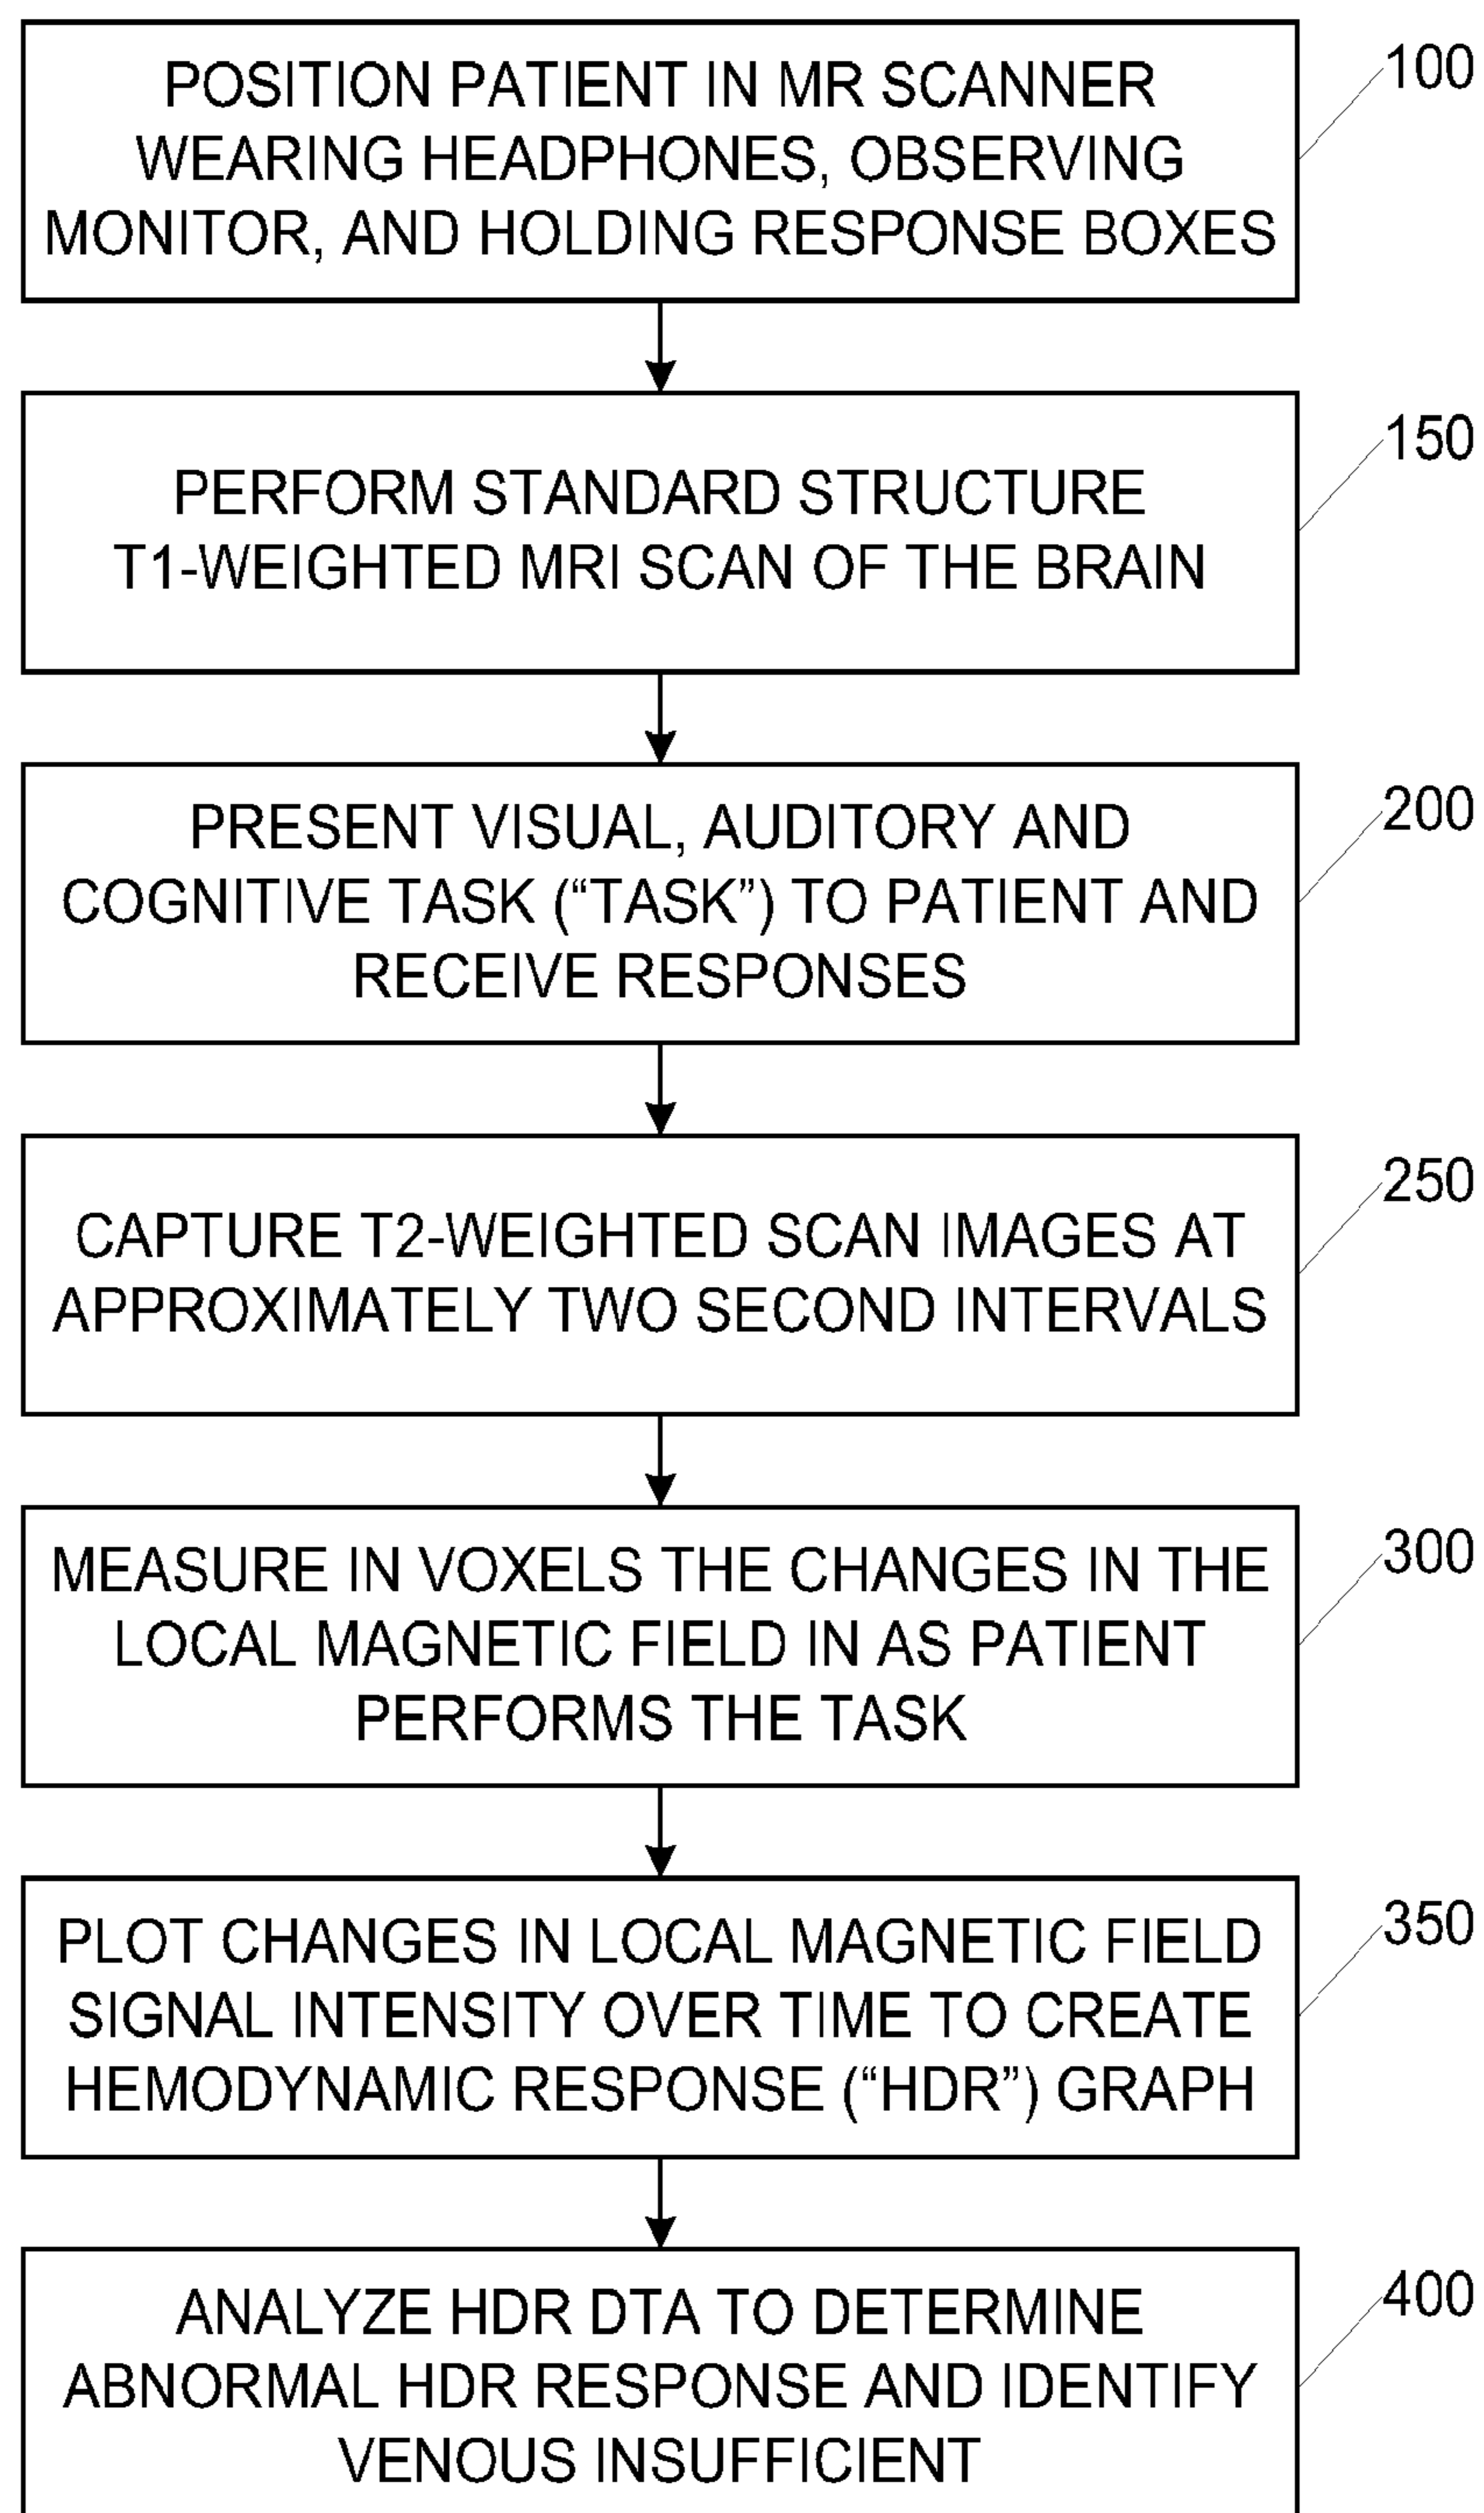 POSITION PATIENT IN MR SCANNER
WEARING HEADPHONES, OBSERVING
MONITOR, AND HOLDING RESPONSE BOXES
100
PERFORM STANDARD STRUCTURE
T1-WEIGHTED MRI SCAN OF THE BRAIN
150
PRESENT VISUAL, AUDITORY AND
COGNITIVE TASK (“TASK”) TO PATIENT AND
RECEIVE RESPONSES
200
CAPTURE T2-WEIGHTED SCAN IMAGES AT
APPROXIMATELY TWO SECOND INTERVALS
250
MEASURE IN VOXELS THE CHANGES IN THE
LOCAL MAGNETIC FIELD IN AS PATIENT
PERFORMS THE TASK
300
PLOT CHANGES IN LOCAL MAGNETIC FIELD
SIGNAL INTENSITY OVER TIME TO CREATE
HEMODYNAMIC RESPONSE (“HDR”) GRAPH
350
ANALYZE HDR DTA TO DETERMINE
ABNORMAL HDR RESPONSE AND IDENTIFY
VENOUS INSUFFICIENT
400